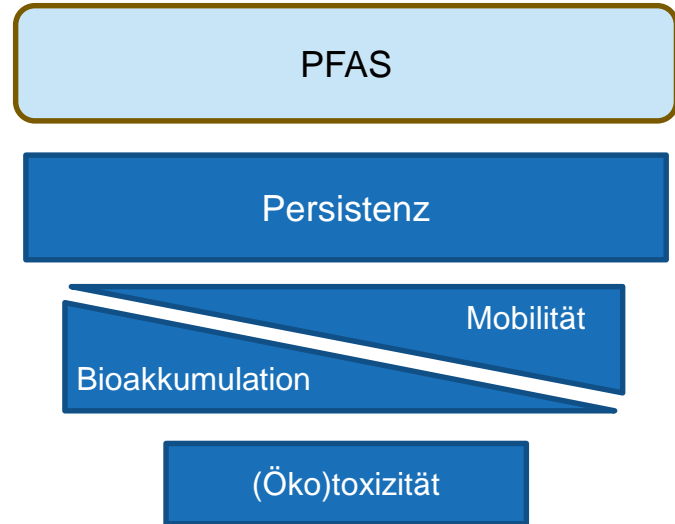 PFAS
Persistenz
Mobilität
Bioakkumulation
(Öko)toxizität